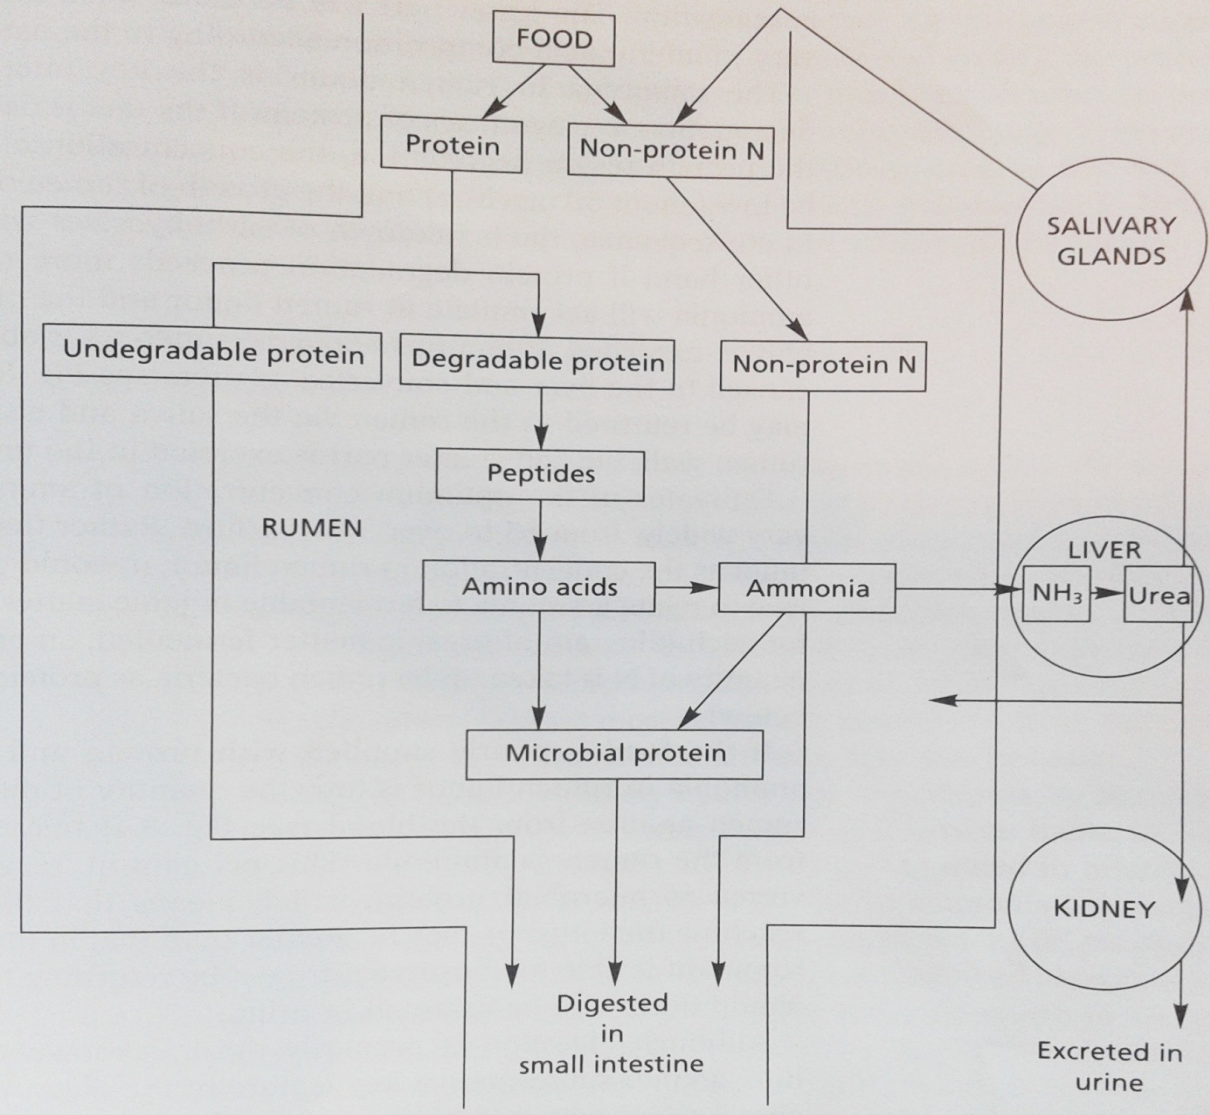 FOOD
Protein
Non-protein N
SALIVARY
GLANDS
Undegradable protein
Degradable protein
Non-protein N
Peptides
RUMEN
LIVER
Amino acids
Ammonia
NH₃
Urea
Microbial protein
KIDNEY
Digested
in
small intestine
Excreted in
urine